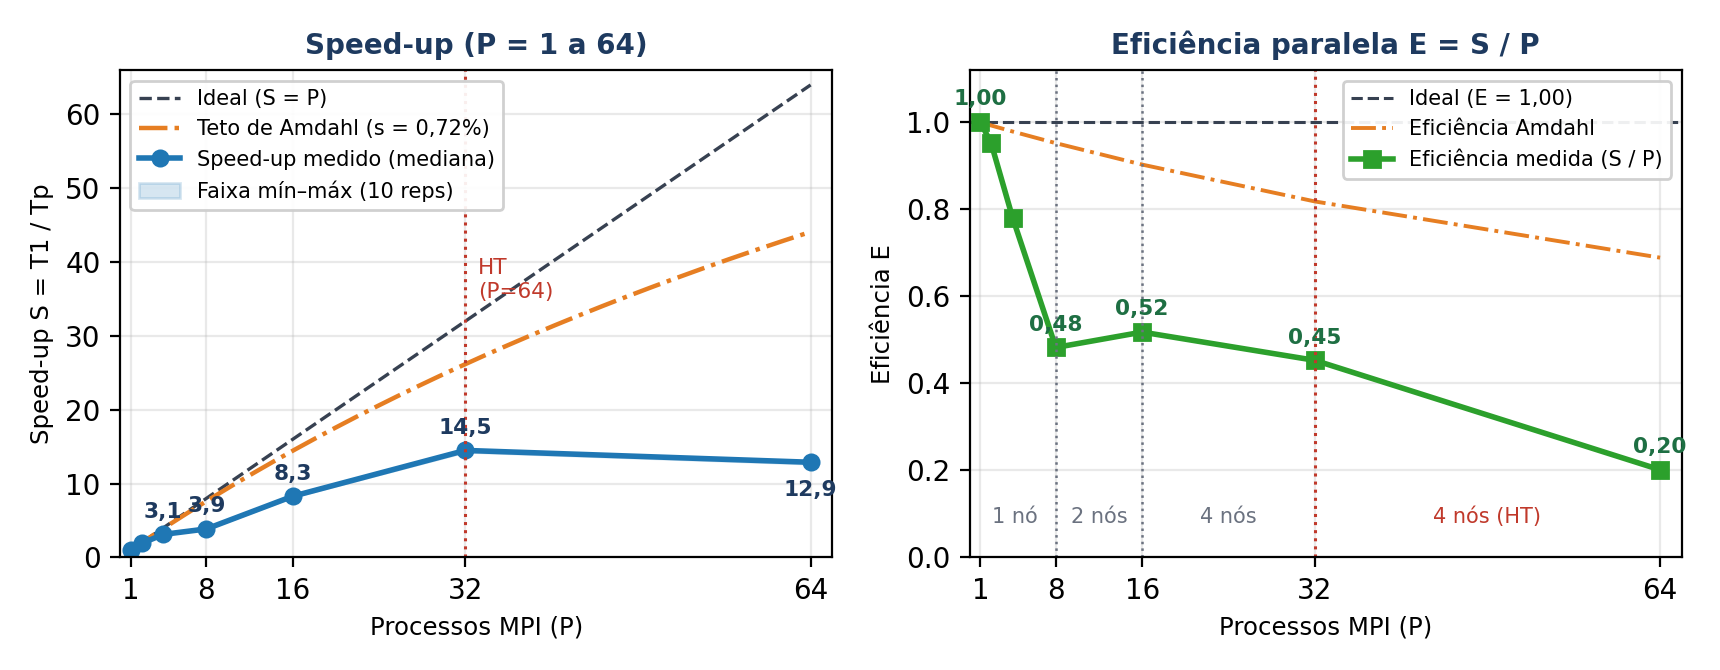 Speed-up (P = 1 a 64)
Ideal (S = P)
Teto de Amdahl (s = 0,72%)
Speed-up medido (mediana)
Faixa mín–máx (10 reps)
Speed-up S = T1 / Tp
60
50
40
30
20
10
0
HT
(P=64)
3,1
3,9
8,3
14,5
12,9
1
8
16
32
64
Processos MPI (P)
Eficiência paralela E = S / P
Ideal (E = 1,00)
Eficiência Amdahl
Eficiência medida (S / P)
Eficiência E
1.0
0.8
0.6
0.4
0.2
0.0
1,00
0,48
0,52
0,45
0,20
1 nó
2 nós
4 nós
4 nós (HT)
1
8
16
32
64
Processos MPI (P)